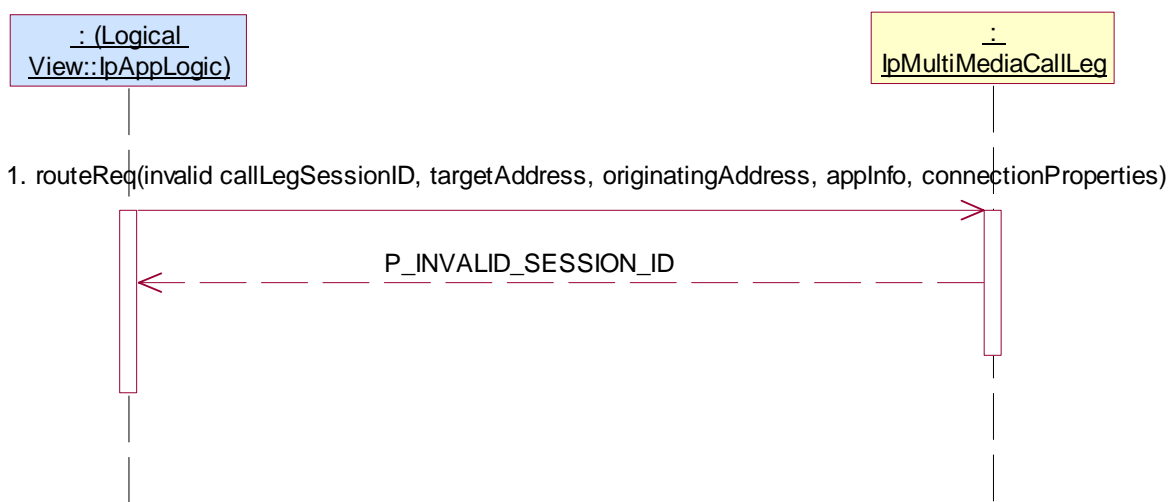 : (Logical
View::IpAppLogic)
:
IpMultiMediaCallLeg
1. routeReq(invalid callLegSessionID, targetAddress, originatingAddress, appInfo, connectionProperties)
P_INVALID_SESSION_ID